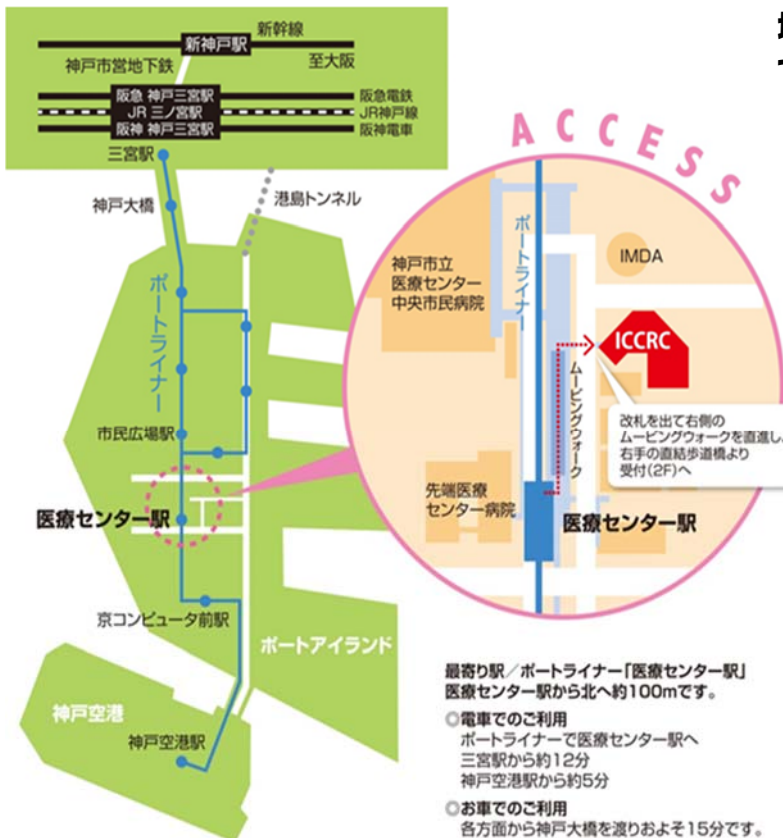 新幹線
新神戸駅
神戸市営地下鉄
至大阪
阪急 神戸三宮駅
阪急電鉄
JR 三ノ宮駅
JR神戸線
阪神 神戸三宮駅
阪神電車
三宮駅
神戸大橋
港島トンネル
ポートライナー
市民広場駅
医療センター駅
京コンピュータ前駅
ポートアイランド
神戸空港
神戸空港駅
ACCESS
ポートライナー
神戸市立
医療センター
中央市民病院
IMDA
ICCRC
ムービングウォーク
改札を出て右側の
ムービングウォークを直進し
右手の直結歩道橋より
受付(2F)へ
先端医療
センター病院
医療センター駅
最寄り駅/ポートライナー「医療センター駅」
医療センター駅から北へ約100mです。
◎電車でのご利用
ポートライナーで医療センター駅へ
三宮駅から約12分
神戸空港駅から約5分
◎お車でのご利用
各方面から神戸大橋を渡りおよそ15分です。